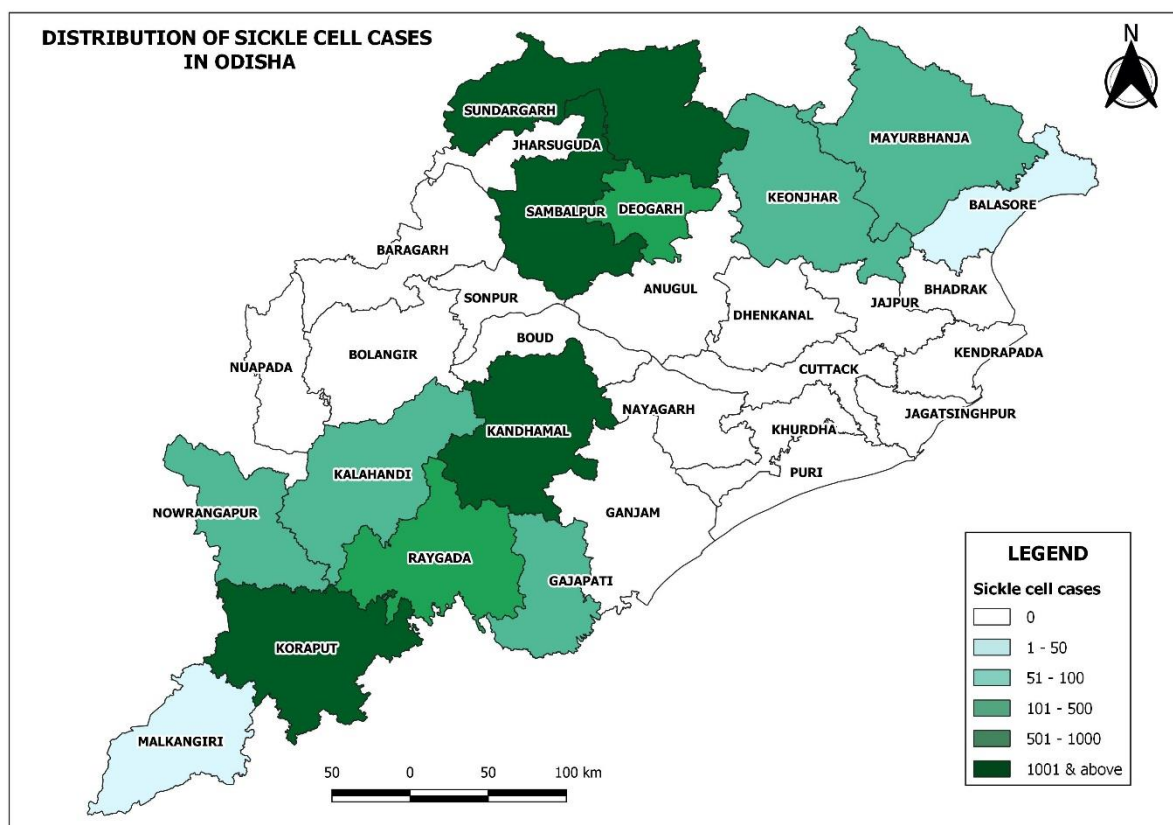 DISTRIBUTION OF SICKLE CELL CASES
IN ODISHA
N
SUNDARGARH
JHARSUGUDA
MAYURBHANJA
KEONJHAR
BALASORE
SAMBALPUR
DEOGARH
BARAGARH
SONPUR
ANUGUL
BHADRAK
JAJPUR
DHENKANAL
BOUD
BOLANGIR
NUAPADA
KENDRAPADA
CUTTACK
NAYAGARH
JAGATSINGHPUR
KHURDHA
KANDHAMAL
KALAHANDI
PURI
NOWRANGAPUR
GANJAM
RAYGADA
GAJAPATI
KORAPUT
MALKANGIRI
LEGEND
Sickle cell cases
0
1 - 50
51 - 100
101 - 500
501 - 1000
1001 & above
50 0 50 100 km